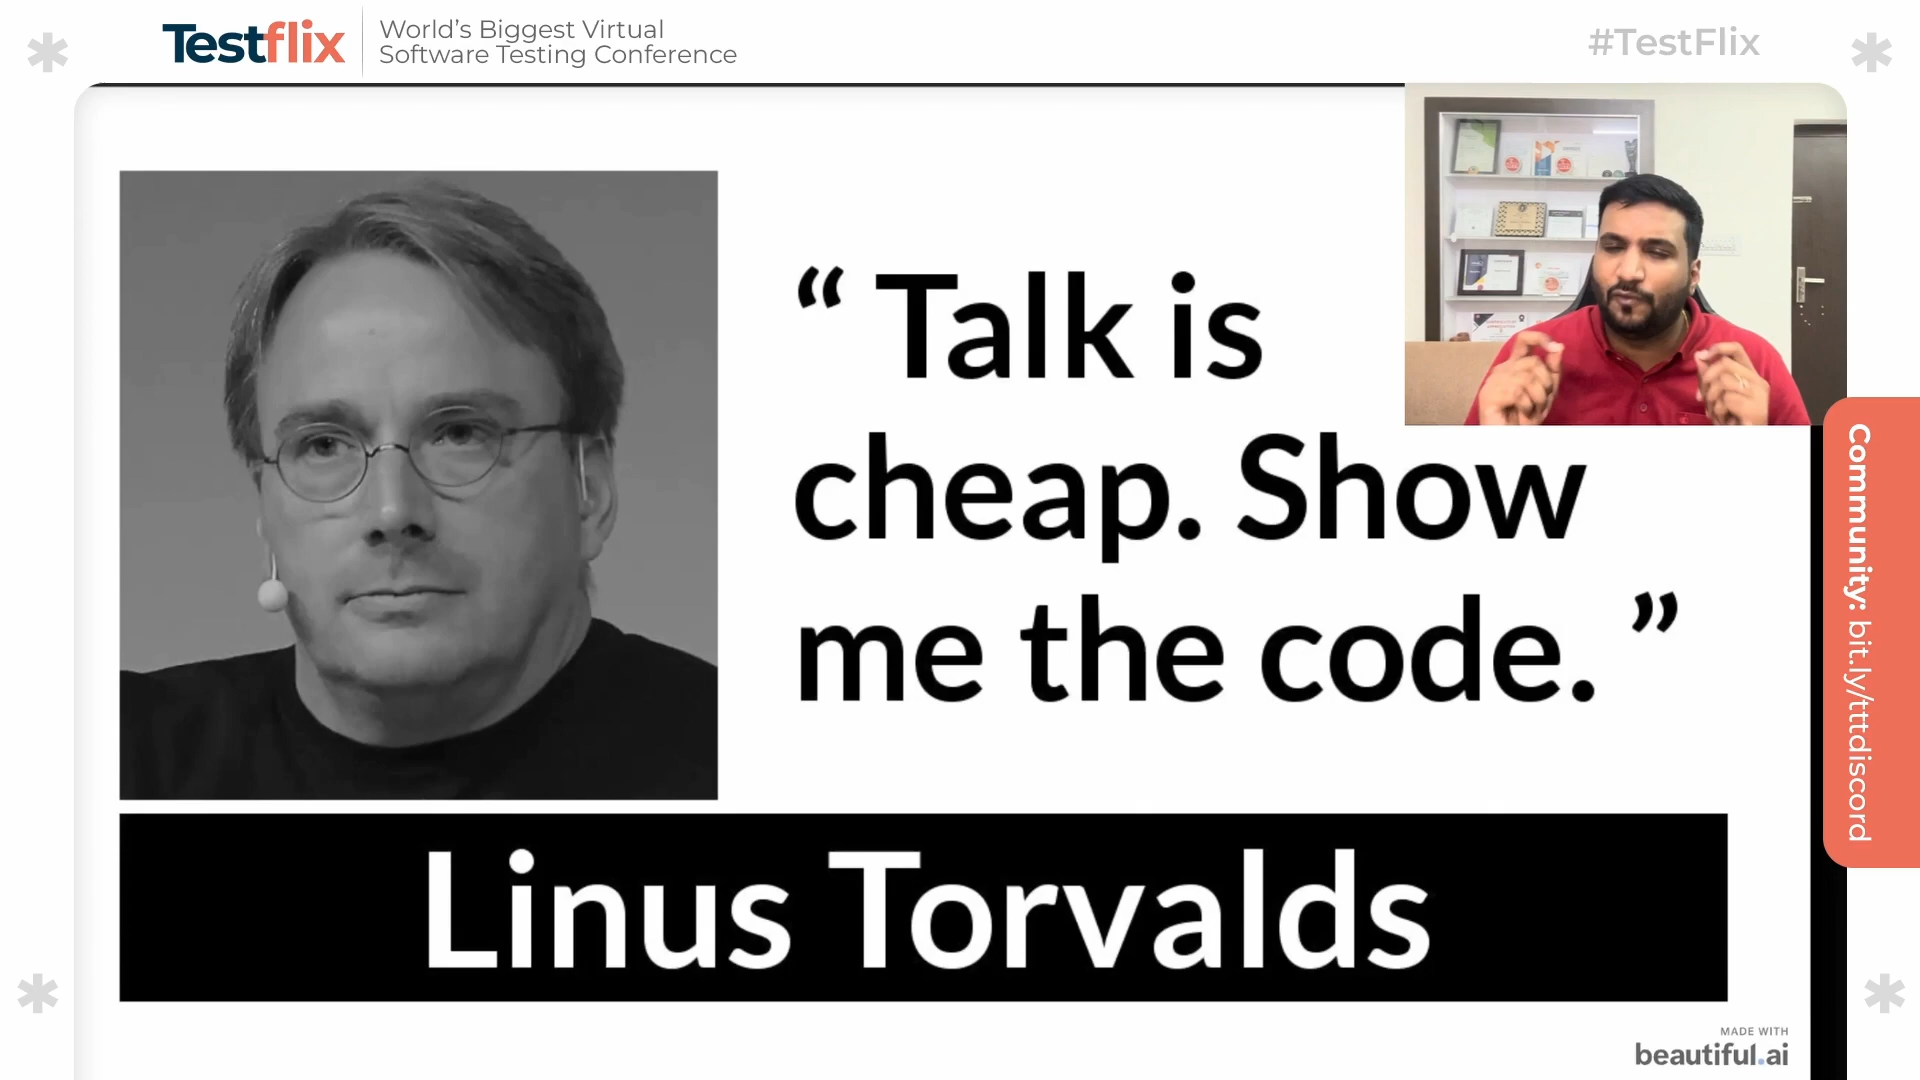 Testflix
World’s Biggest Virtual
Software Testing Conference
#TestFlix
“ Talk is
cheap. Show
me the code. ”
Linus Torvalds
Community: bit.ly/tttdiscord
MADE WITH
beautiful.ai